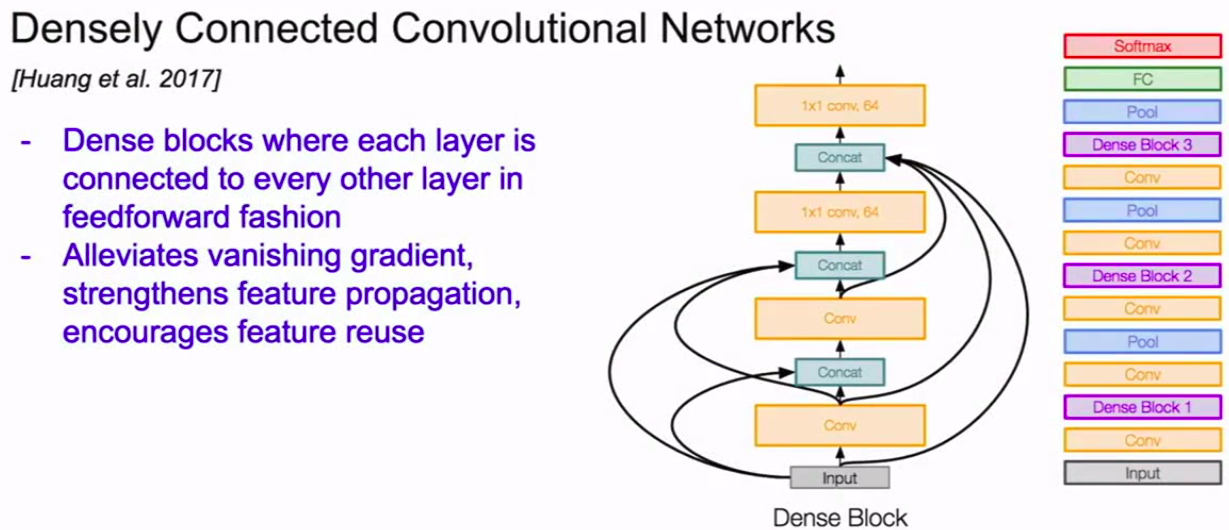 Densely Connected Convolutional Networks
[Huang et al. 2017]
- Dense blocks where each layer is
connected to every other layer in
feedforward fashion
- Alleviates vanishing gradient,
strengthens feature propagation,
encourages feature reuse
1x1 conv, 64
Concat
1x1 conv, 64
Concat
Conv
Concat
Conv
Input
Dense Block
Softmax
FC
Pool
Dense Block 3
Conv
Pool
Conv
Dense Block 2
Conv
Pool
Conv
Dense Block 1
Conv
Input